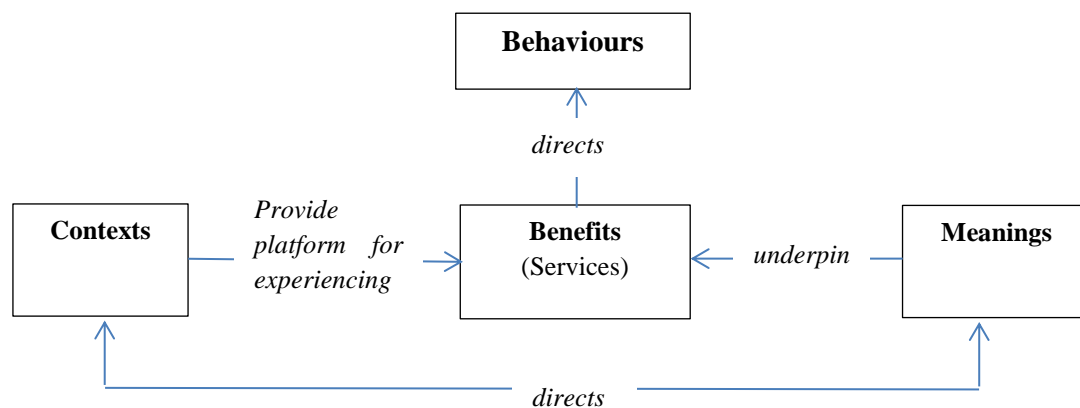 Behaviours
directs
Contexts
Provide
platform for
experiencing
Benefits
(Services)
underpin
Meanings
directs